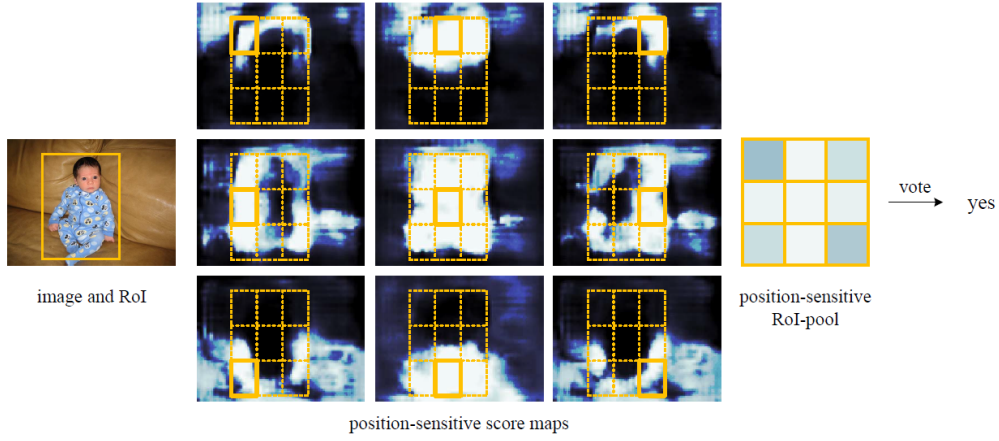 image and RoI
position-sensitive score maps
position-sensitive
RoI-pool
vote
yes